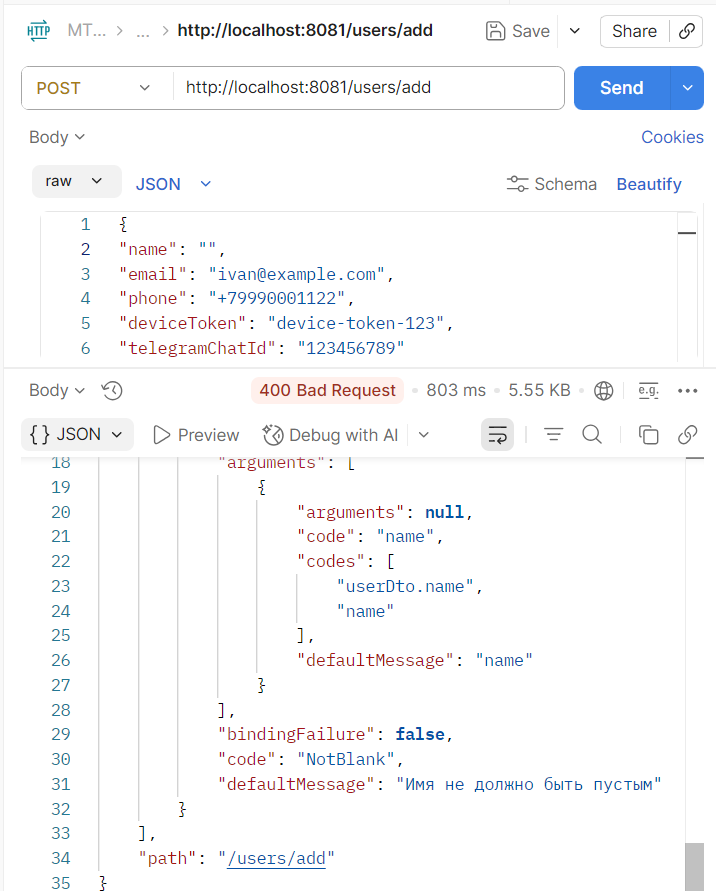 HTTP MT... > ... > http://localhost:8081/users/add Save Share
POST http://localhost:8081/users/add Send
Body Cookies
raw JSON Schema Beautify
1 {
2 "name": "",
3 "email": "ivan@example.com",
4 "phone": "+79990001122",
5 "deviceToken": "device-token-123",
6 "telegramChatId": "123456789"
Body 400 Bad Request • 803 ms • 5.55 KB • e.g. •••
{} JSON Preview Debug with AI
18 "arguments": [
19 {
20 "arguments": null,
21 "code": "name",
22 "codes": [
23 "userDto.name",
24 "name"
25 ],
26 "defaultMessage": "name"
27 }
28 ],
29 "bindingFailure": false,
30 "code": "NotBlank",
31 "defaultMessage": "Имя не должно быть пустым"
32 }
33 ],
34 "path": "/users/add"
35 }